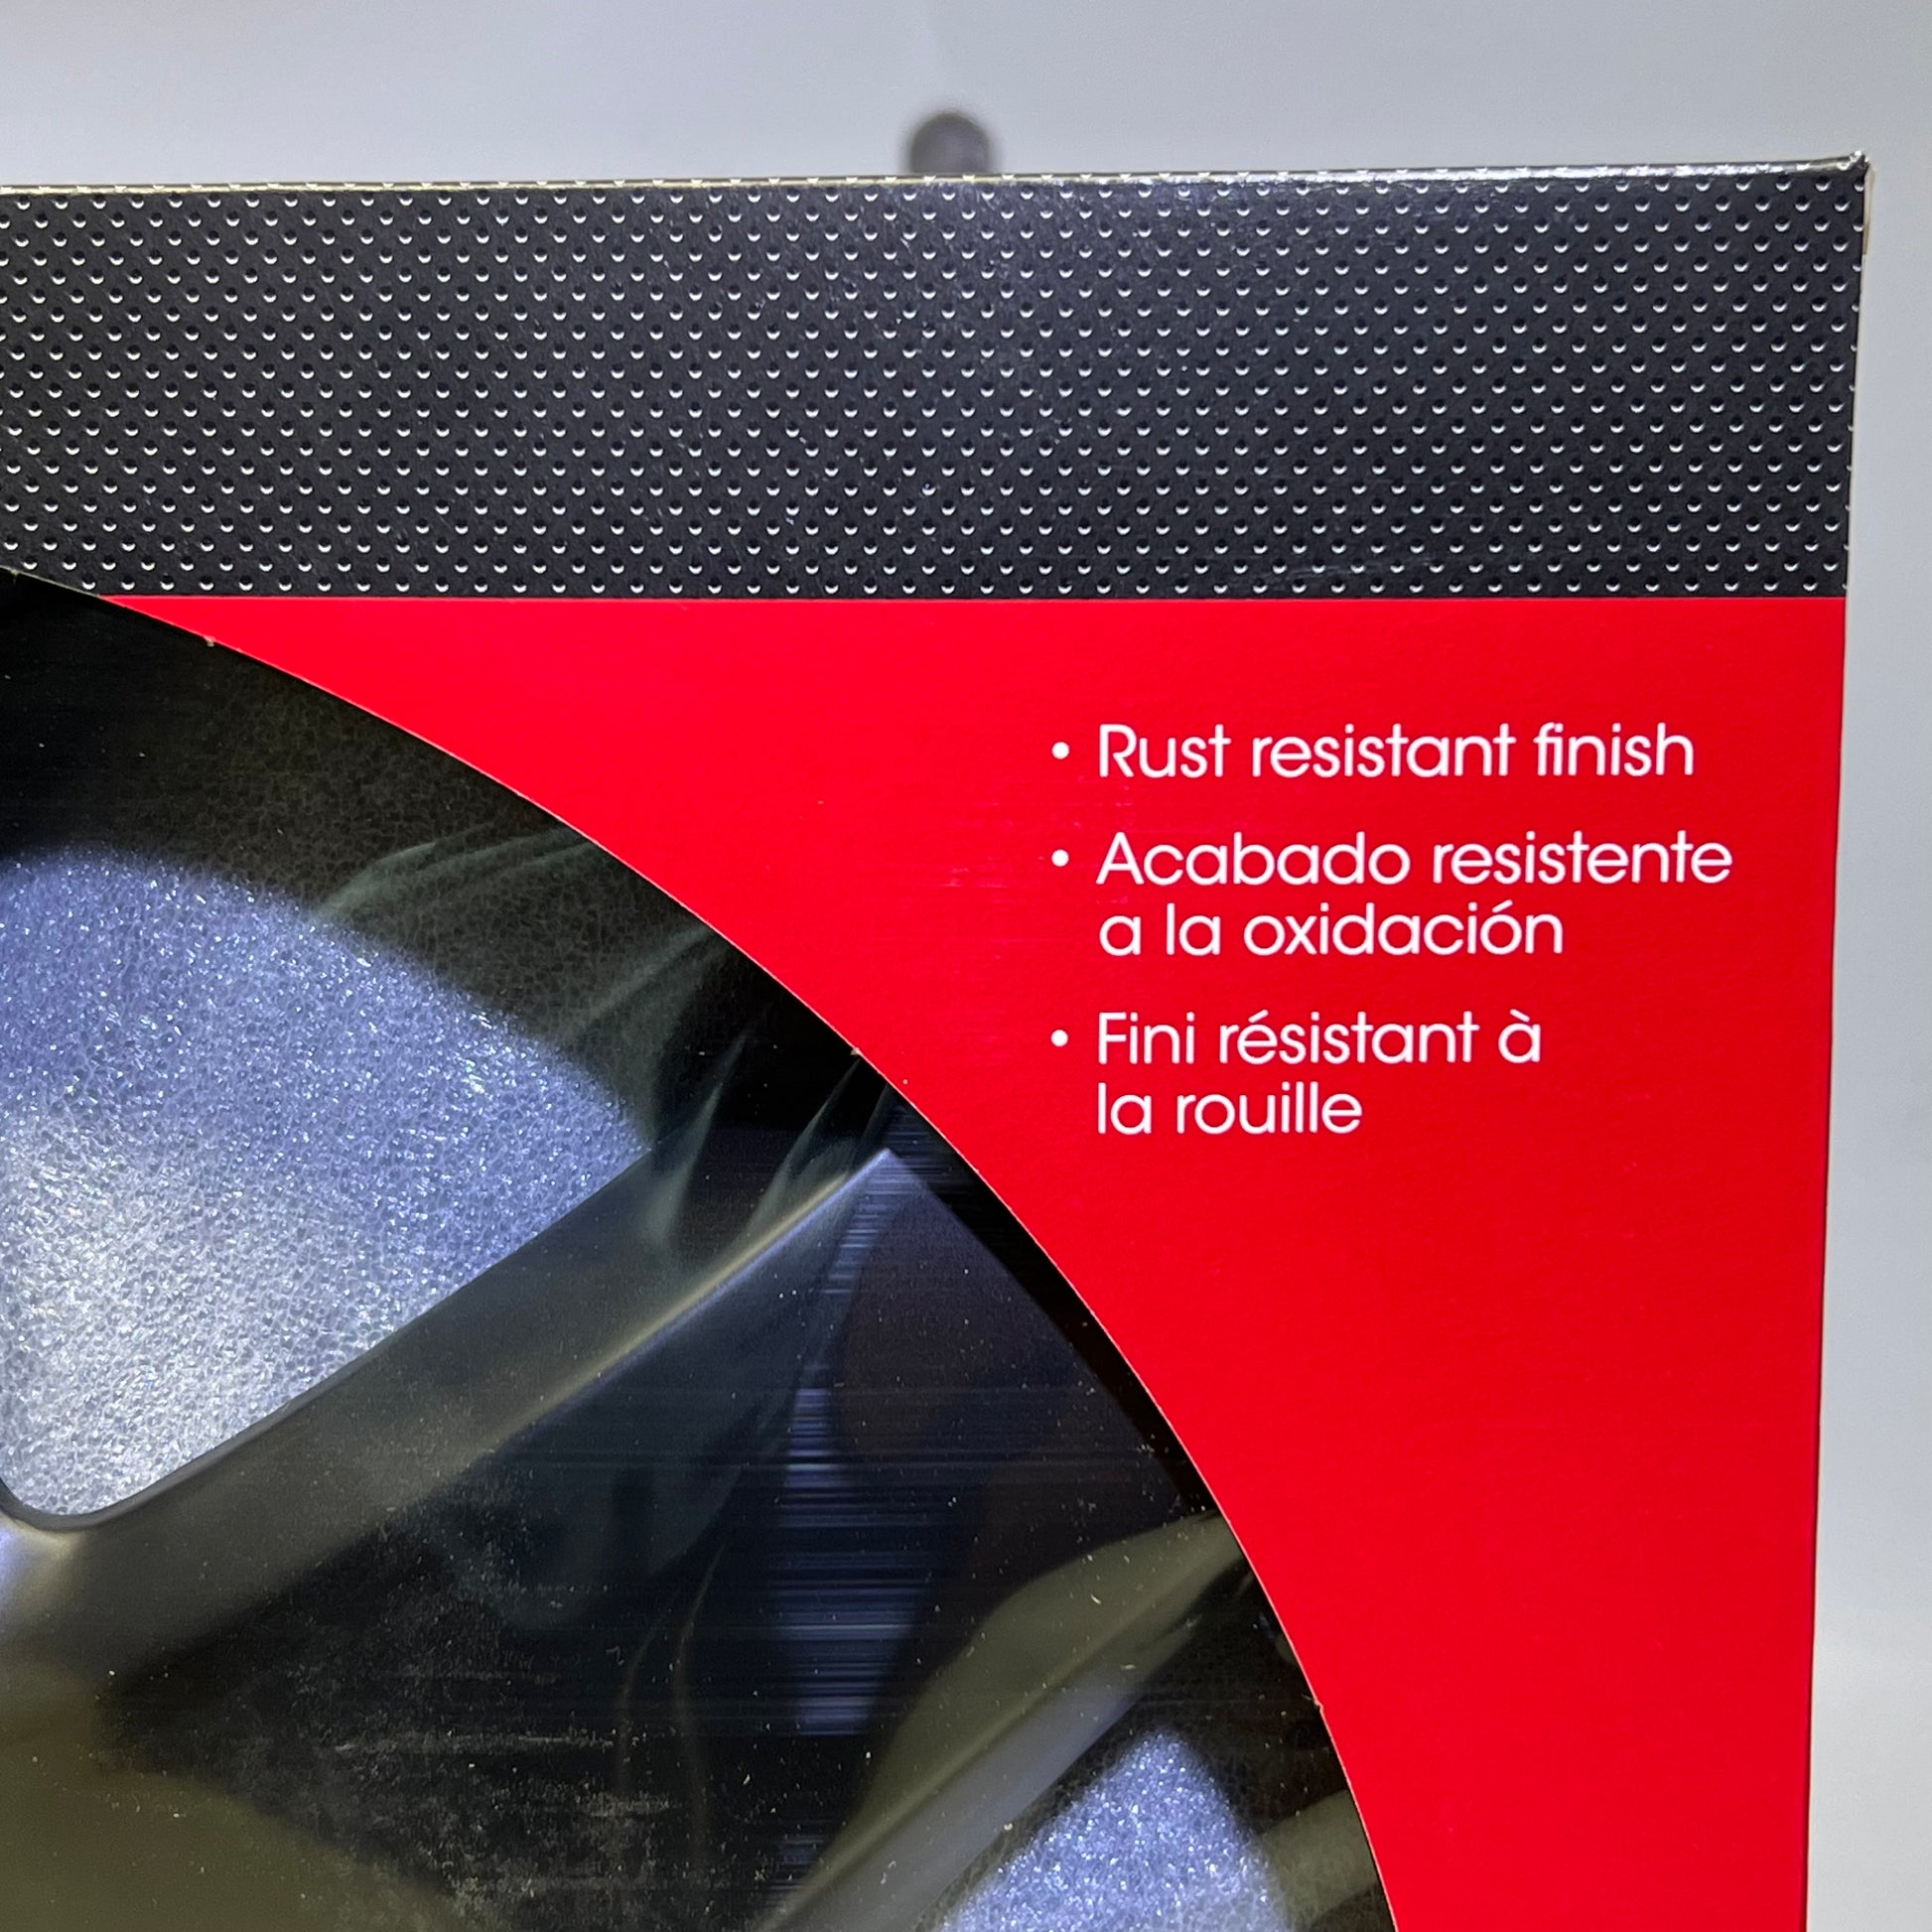 • Rust resistant finish
• Acabado resistente
a la oxidación
• Fini résistant à
la rouille